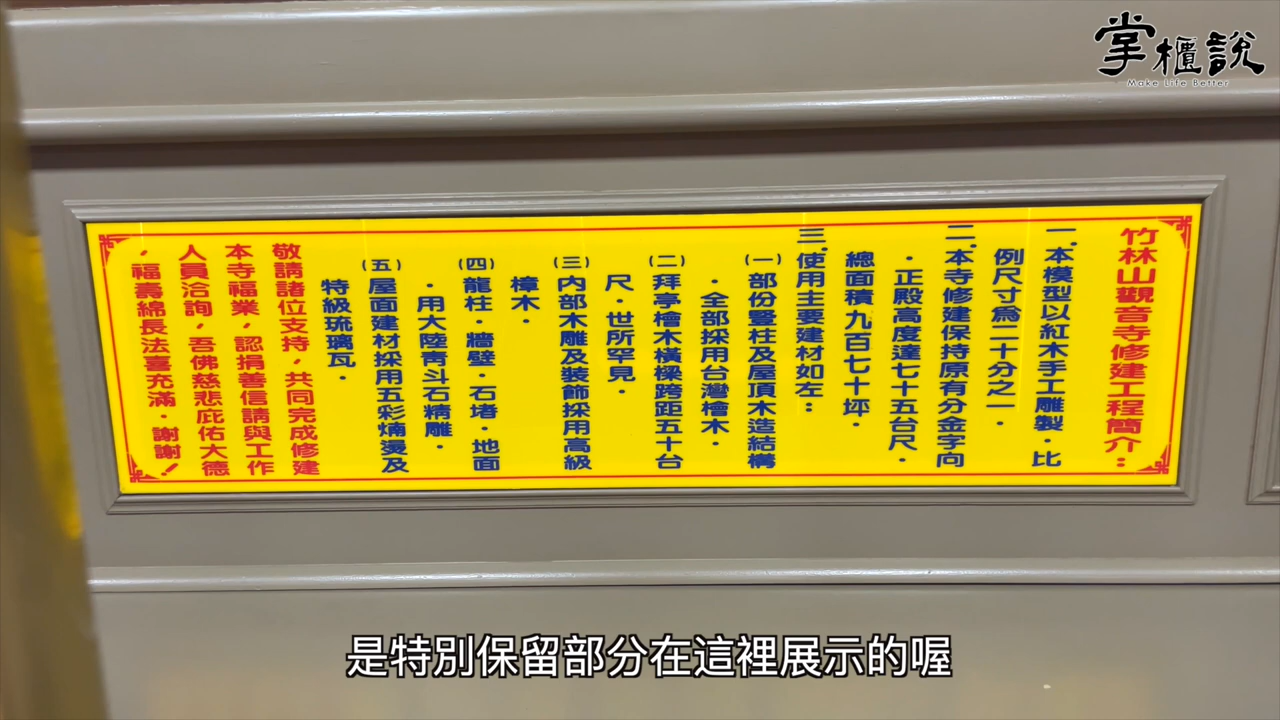 掌櫃說
Make Life Better
竹林山觀音寺修建工程簡介：
一.本模型以紅木手工雕製．比
例尺寸為二十分之一．
二.本寺修建保持原有分金字向
．正殿高度達七十五台尺．
總面積九百七十坪．
三.使用主要建材如左：
(一)部份豎柱及屋頂木造結構
．全部採用台灣檜木．
(二)拜亭檜木橫樑跨距五十台
尺．世所罕見．
(三)內部木雕及裝飾採用高級
樟木．
(四)龍柱．牆壁．石堵．地面
．用大陸青斗石精雕．
(五)屋面建材採用五彩煵燙及
特級琉璃瓦．
敬請諸位支持，共同完成修建
本寺福業，認捐善信請與工作
人員洽詢，吾佛慈悲庇佑大德
，福壽綿長法喜充滿．謝謝！
是特別保留部分在這裡展示的喔